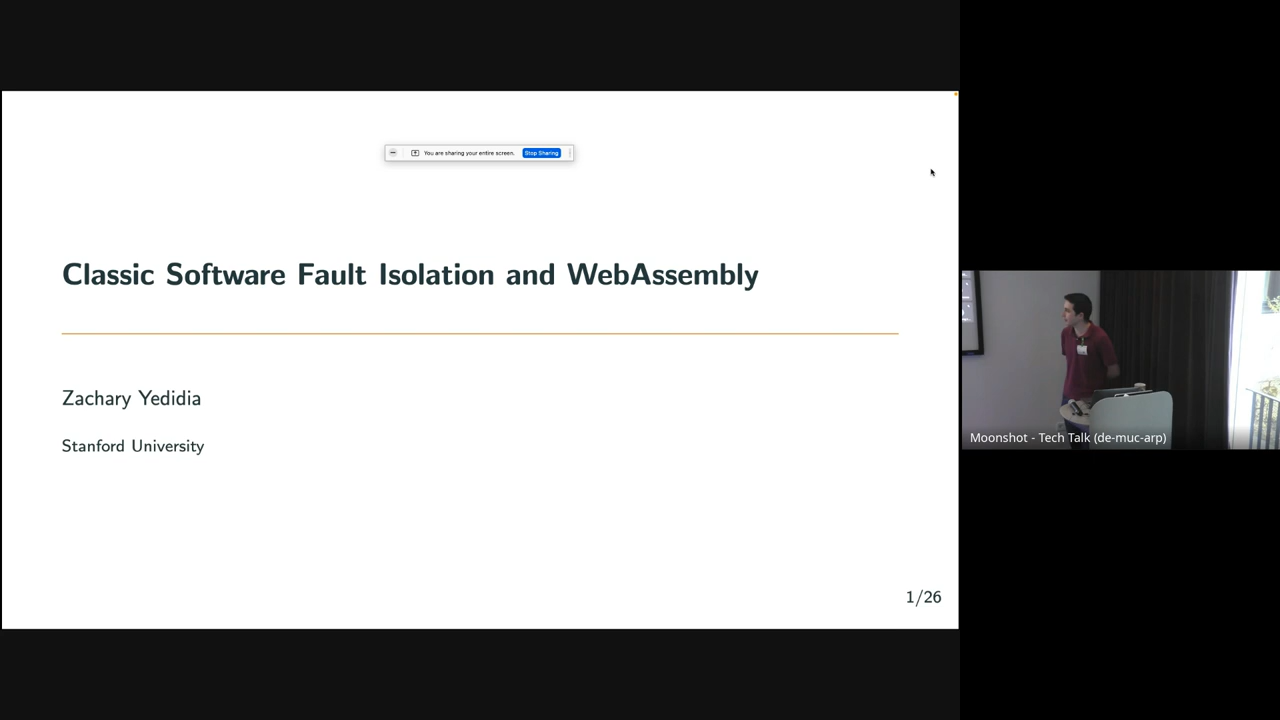 You are sharing your entire screen.
Stop Sharing
Classic Software Fault Isolation and WebAssembly
Zachary Yedidia
Stanford University
1/26
Moonshot - Tech Talk (de-muc-arp)